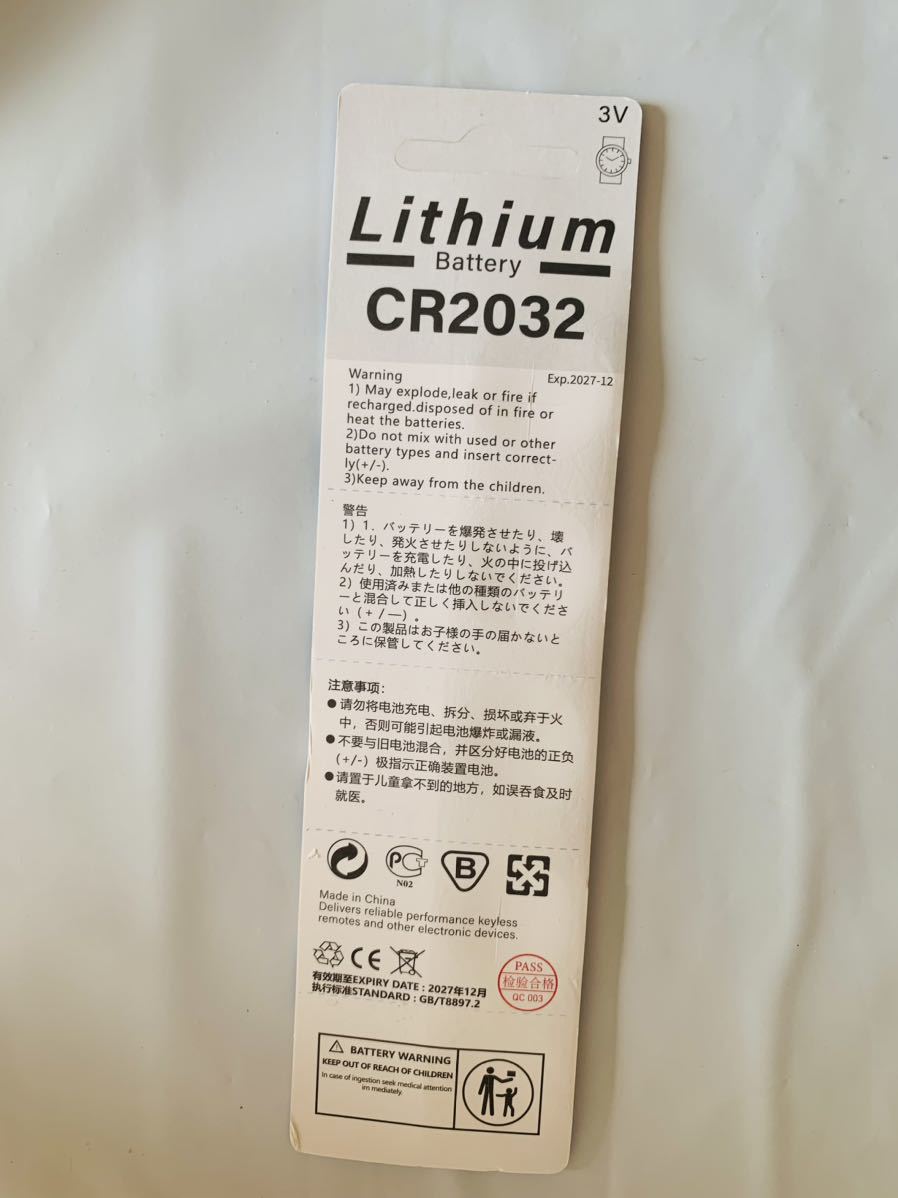 3V
Lithium
Battery
CR2032
Warning
Exp.2027-12
1) May explode,leak or fire if
recharged.disposed of in fire or
heat the batteries.
2)Do not mix with used or other
battery types and insert correct-
ly(+/-).
3)Keep away from the children.
警告
1) 1. バッテリーを爆発させたり、壊
したり、発火させたりしないように、バ
ッテリーを充電したり、火の中に投げ込
んだり、加熱したりしないでください。
2) 使用済みまたは他の種類のバッテリ
ーと混合して正しく挿入しないでくださ
い (+/—)。
3) この製品はお子様の手の届かないと
ころに保管してください。
注意事项:
●请勿将电池充电、拆分、损坏或弃于火
中，否则可能引起电池爆炸或漏液。
●不要与旧电池混合，并区分好电池的正负
(+/-) 极指示正确装置电池。
●请置于儿童拿不到的地方，如误吞食及时
就医。
PCT
N02
B
Made in China
Delivers reliable performance keyless
remotes and other electronic devices.
CE
有效期至EXPIRY DATE : 2027年12月
执行标准STANDARD : GB/T8897.2
PASS
检验合格
QC 003
BATTERY WARNING
KEEP OUT OF REACH OF CHILDREN
In case of ingestion seek medical attention
im mediately.